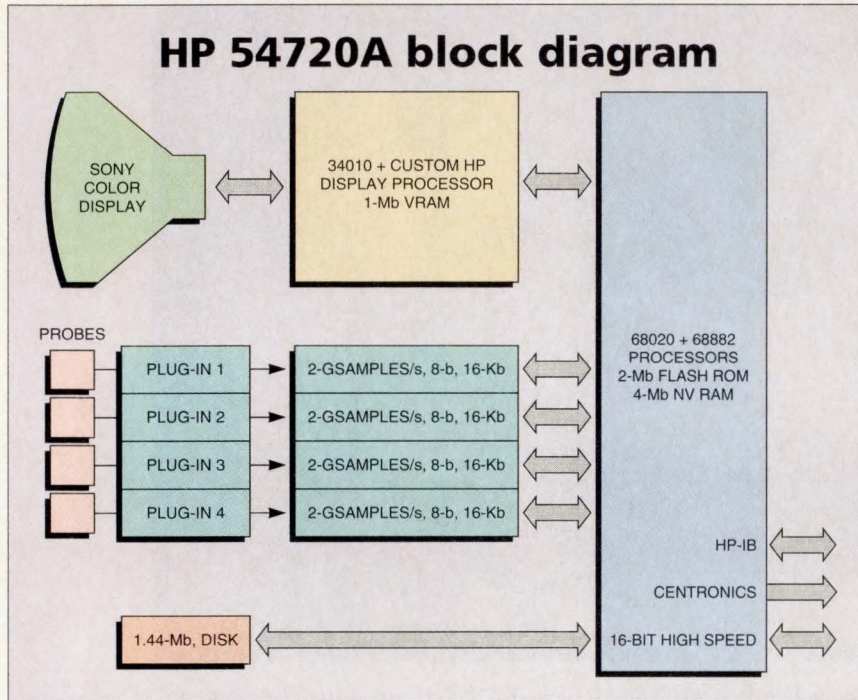 HP 54720A block diagram
SONY
COLOR
DISPLAY
34010 + CUSTOM HP
DISPLAY PROCESSOR
1-Mb VRAM
68020 + 68882
PROCESSORS
2-Mb FLASH ROM
4-Mb NV RAM
PROBES
PLUG-IN 1
2-GSAMPLES/s, 8-b, 16-Kb
PLUG-IN 2
2-GSAMPLES/s, 8-b, 16-Kb
PLUG-IN 3
2-GSAMPLES/s, 8-b, 16-Kb
PLUG-IN 4
2-GSAMPLES/s, 8-b, 16-Kb
HP-IB
CENTRONICS
1.44-Mb, DISK
16-BIT HIGH SPEED